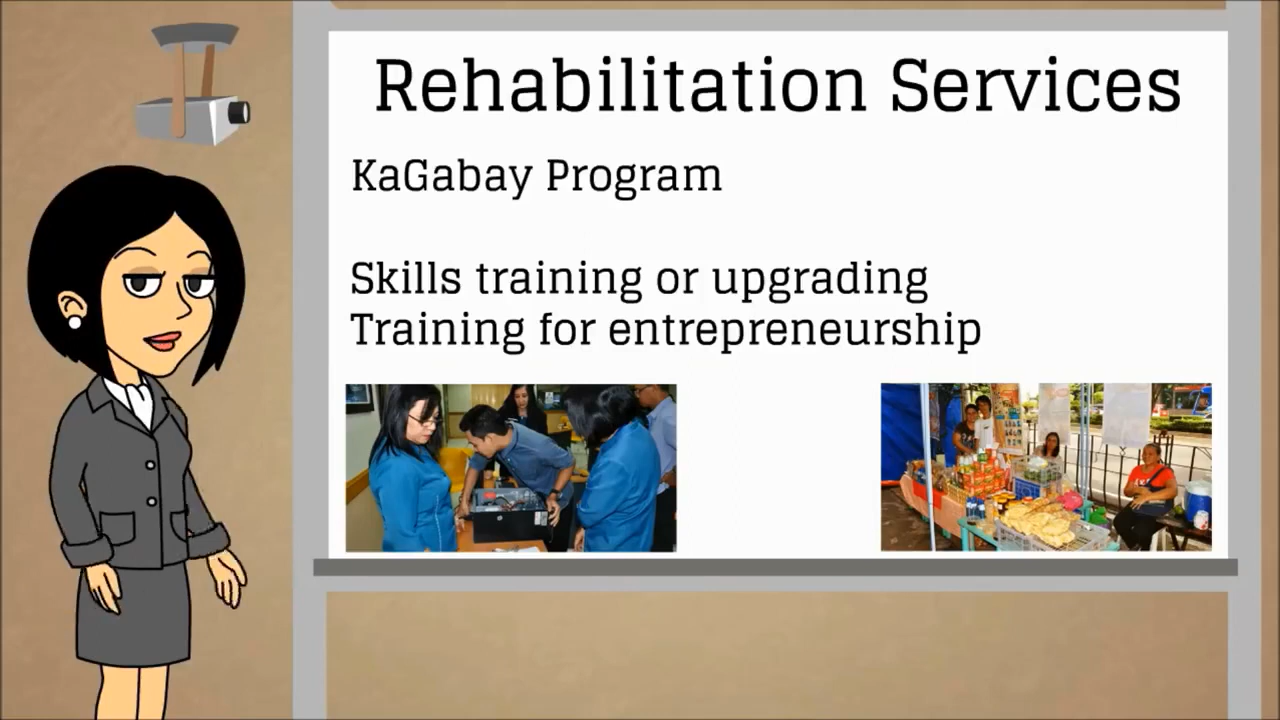 Rehabilitation Services
KaGabay Program
Skills training or upgrading
Training for entrepreneurship